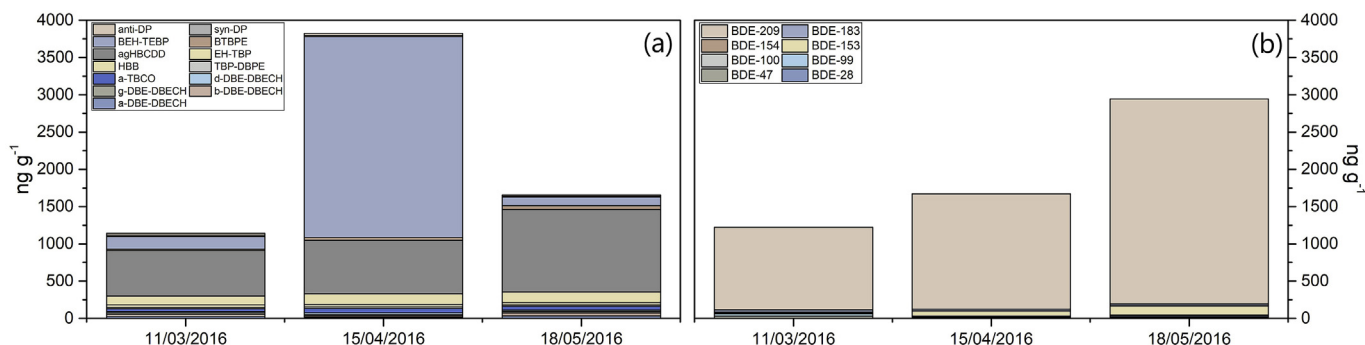 4000
3500
3000
2500
2000
1500
1000
500
0
ng g-1
anti-DP syn-DP
BEH-TEBP BTBPE
agHBCDD EH-TBP
HBB TBP-DBPE
a-TBCO d-DBE-DBECH
g-DBE-DBECH b-DBE-DBECH
a-DBE-DBECH
(a)
11/03/2016 15/04/2016 18/05/2016
BDE-209 BDE-183
BDE-154 BDE-153
BDE-100 BDE-99
BDE-47 BDE-28
(b)
11/03/2016 15/04/2016 18/05/2016
4000
3500
3000
2500
2000
1500
1000
500
0
ng g-1